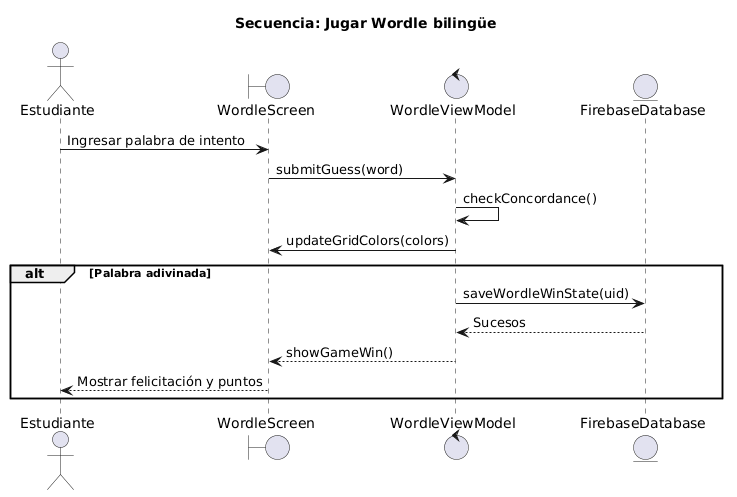 Secuencia: Jugar Wordle bilingüe
Estudiante
WordleScreen
WordleViewModel
FirebaseDatabase
Ingresar palabra de intento
submitGuess(word)
checkConcordance()
updateGridColors(colors)
alt
[Palabra adivinada]
saveWordleWinState(uid)
Sucesos
showGameWin()
Mostrar felicitación y puntos
Estudiante
WordleScreen
WordleViewModel
FirebaseDatabase